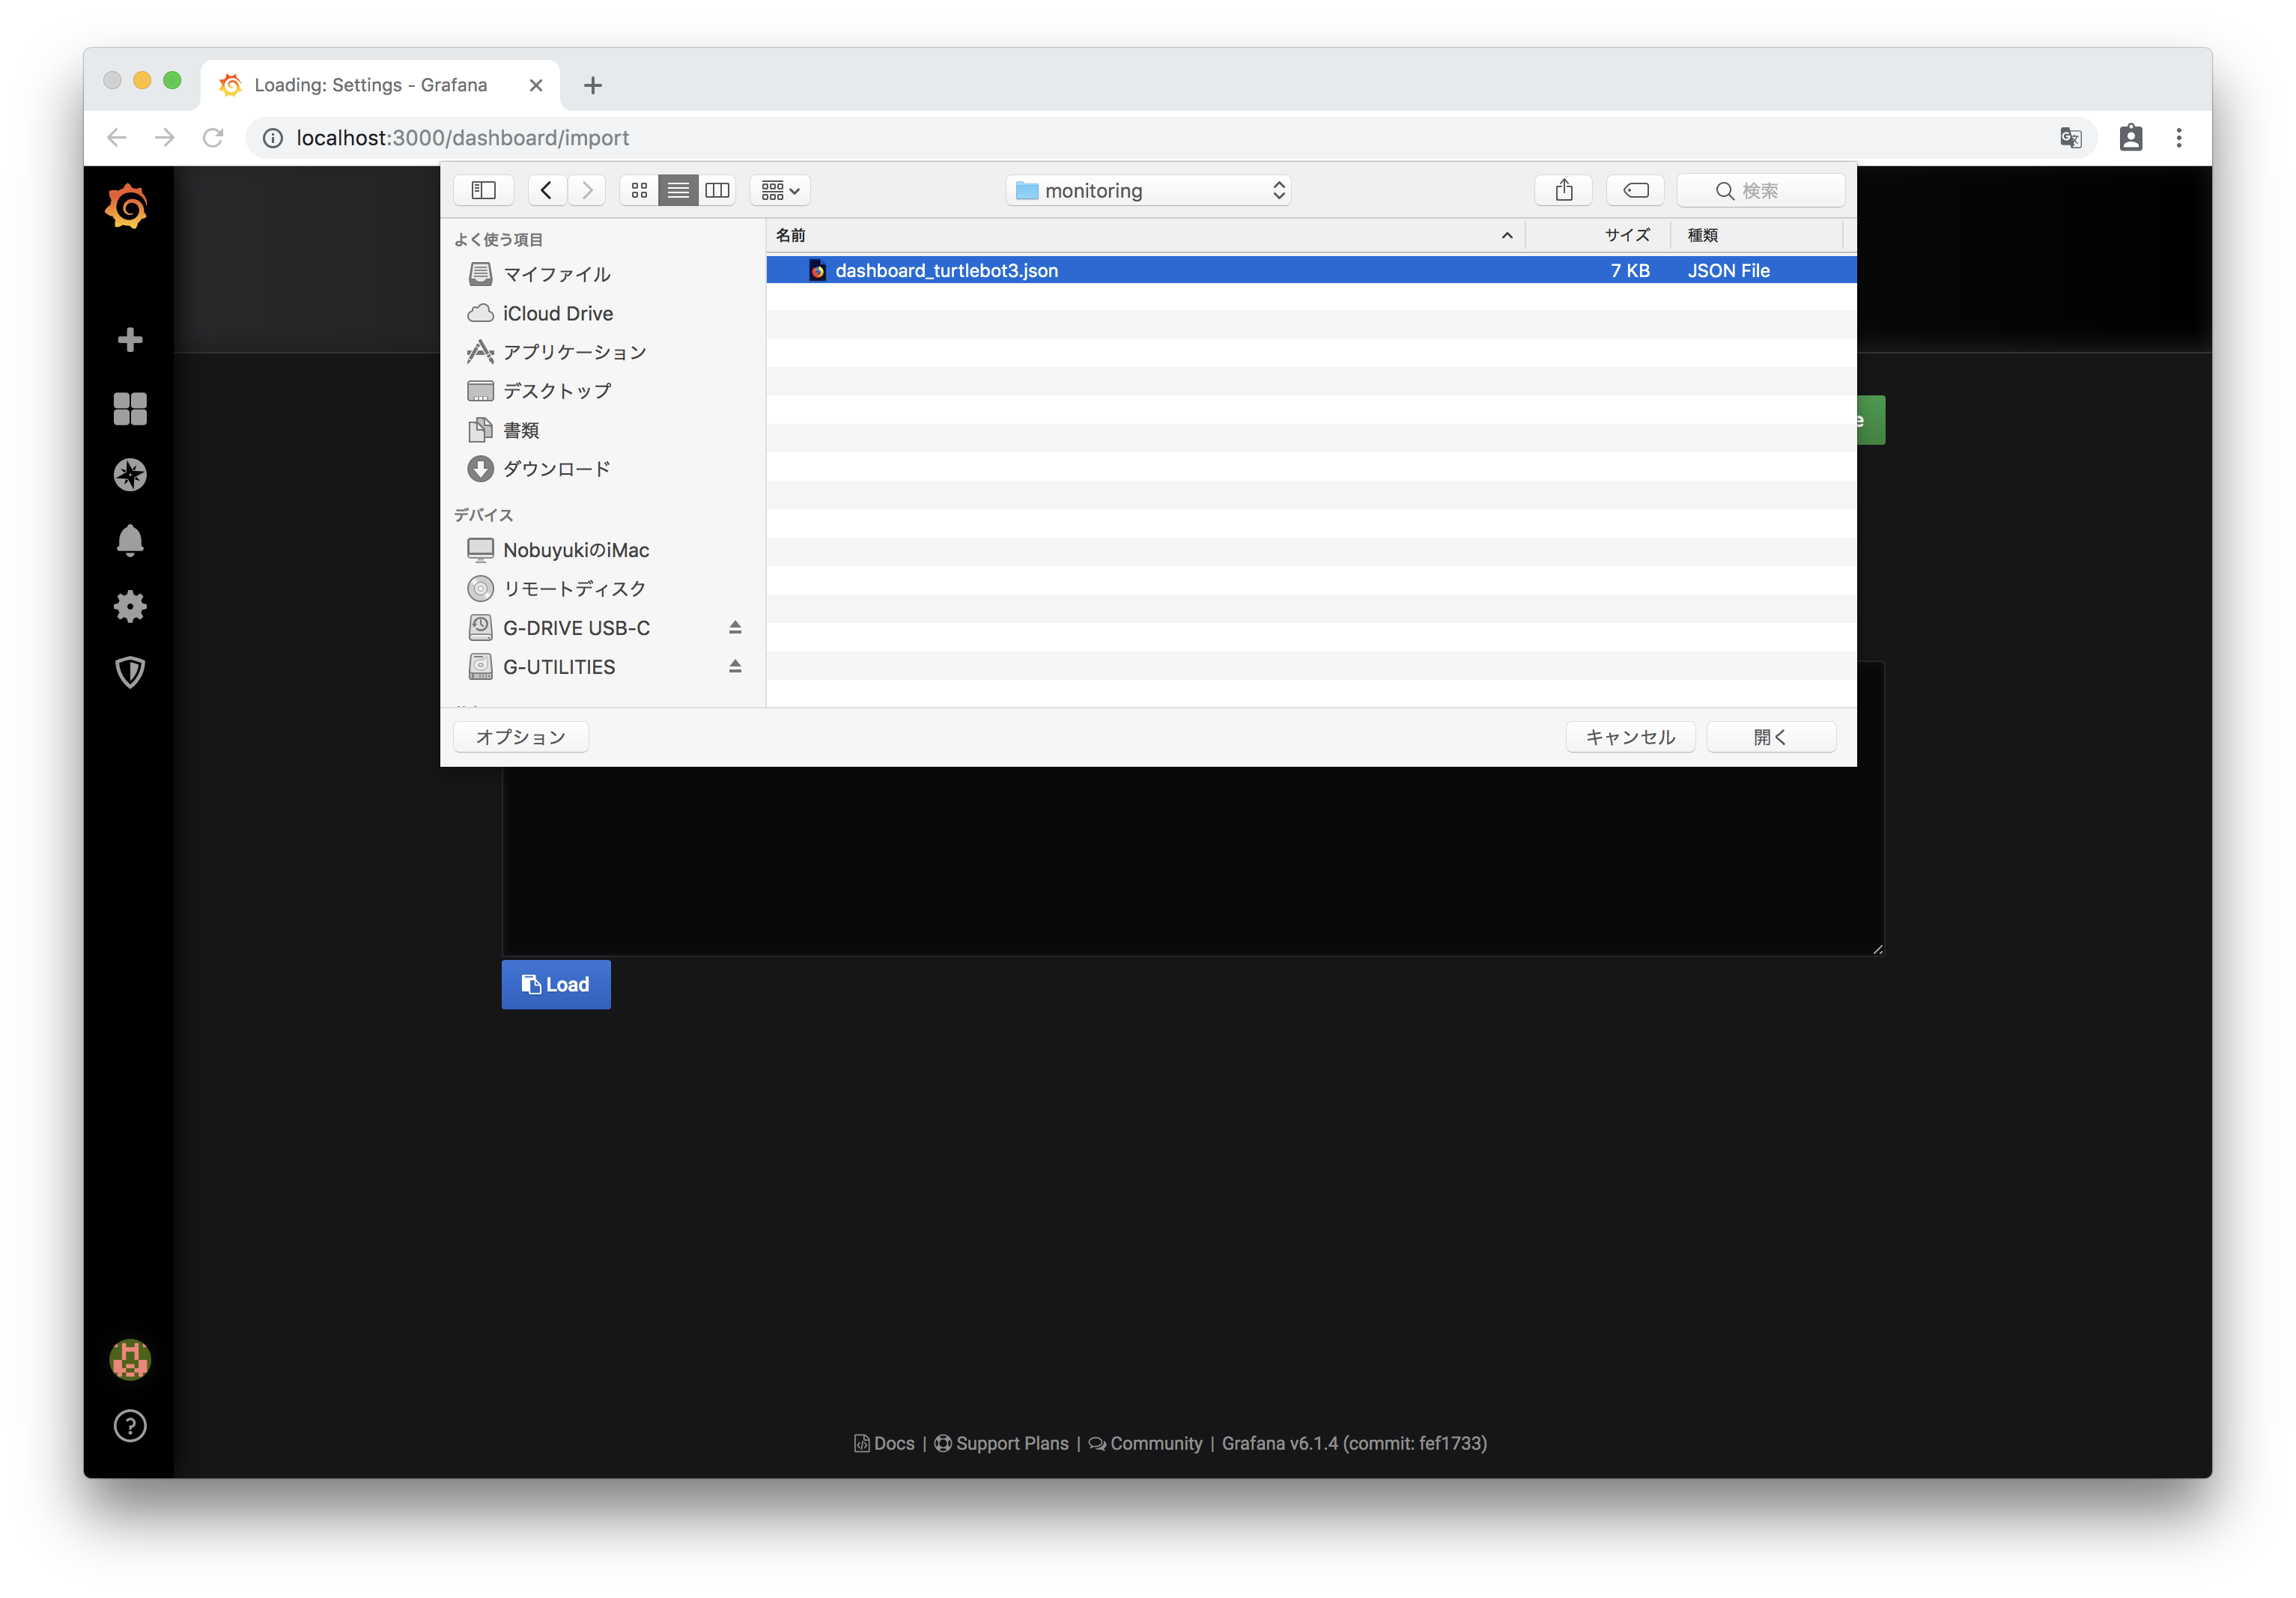 Loading: Settings - Grafana
localhost:3000/dashboard/import
monitoring
検索
よく使う項目
マイファイル
iCloud Drive
アプリケーション
デスクトップ
書類
ダウンロード
デバイス
NobuyukiのiMac
リモートディスク
G-DRIVE USB-C
G-UTILITIES
名前 サイズ 種類
dashboard_turtlebot3.json 7 KB JSON File
オプション キャンセル 開く
e
Load
Docs | Support Plans | Community | Grafana v6.1.4 (commit: fef1733)